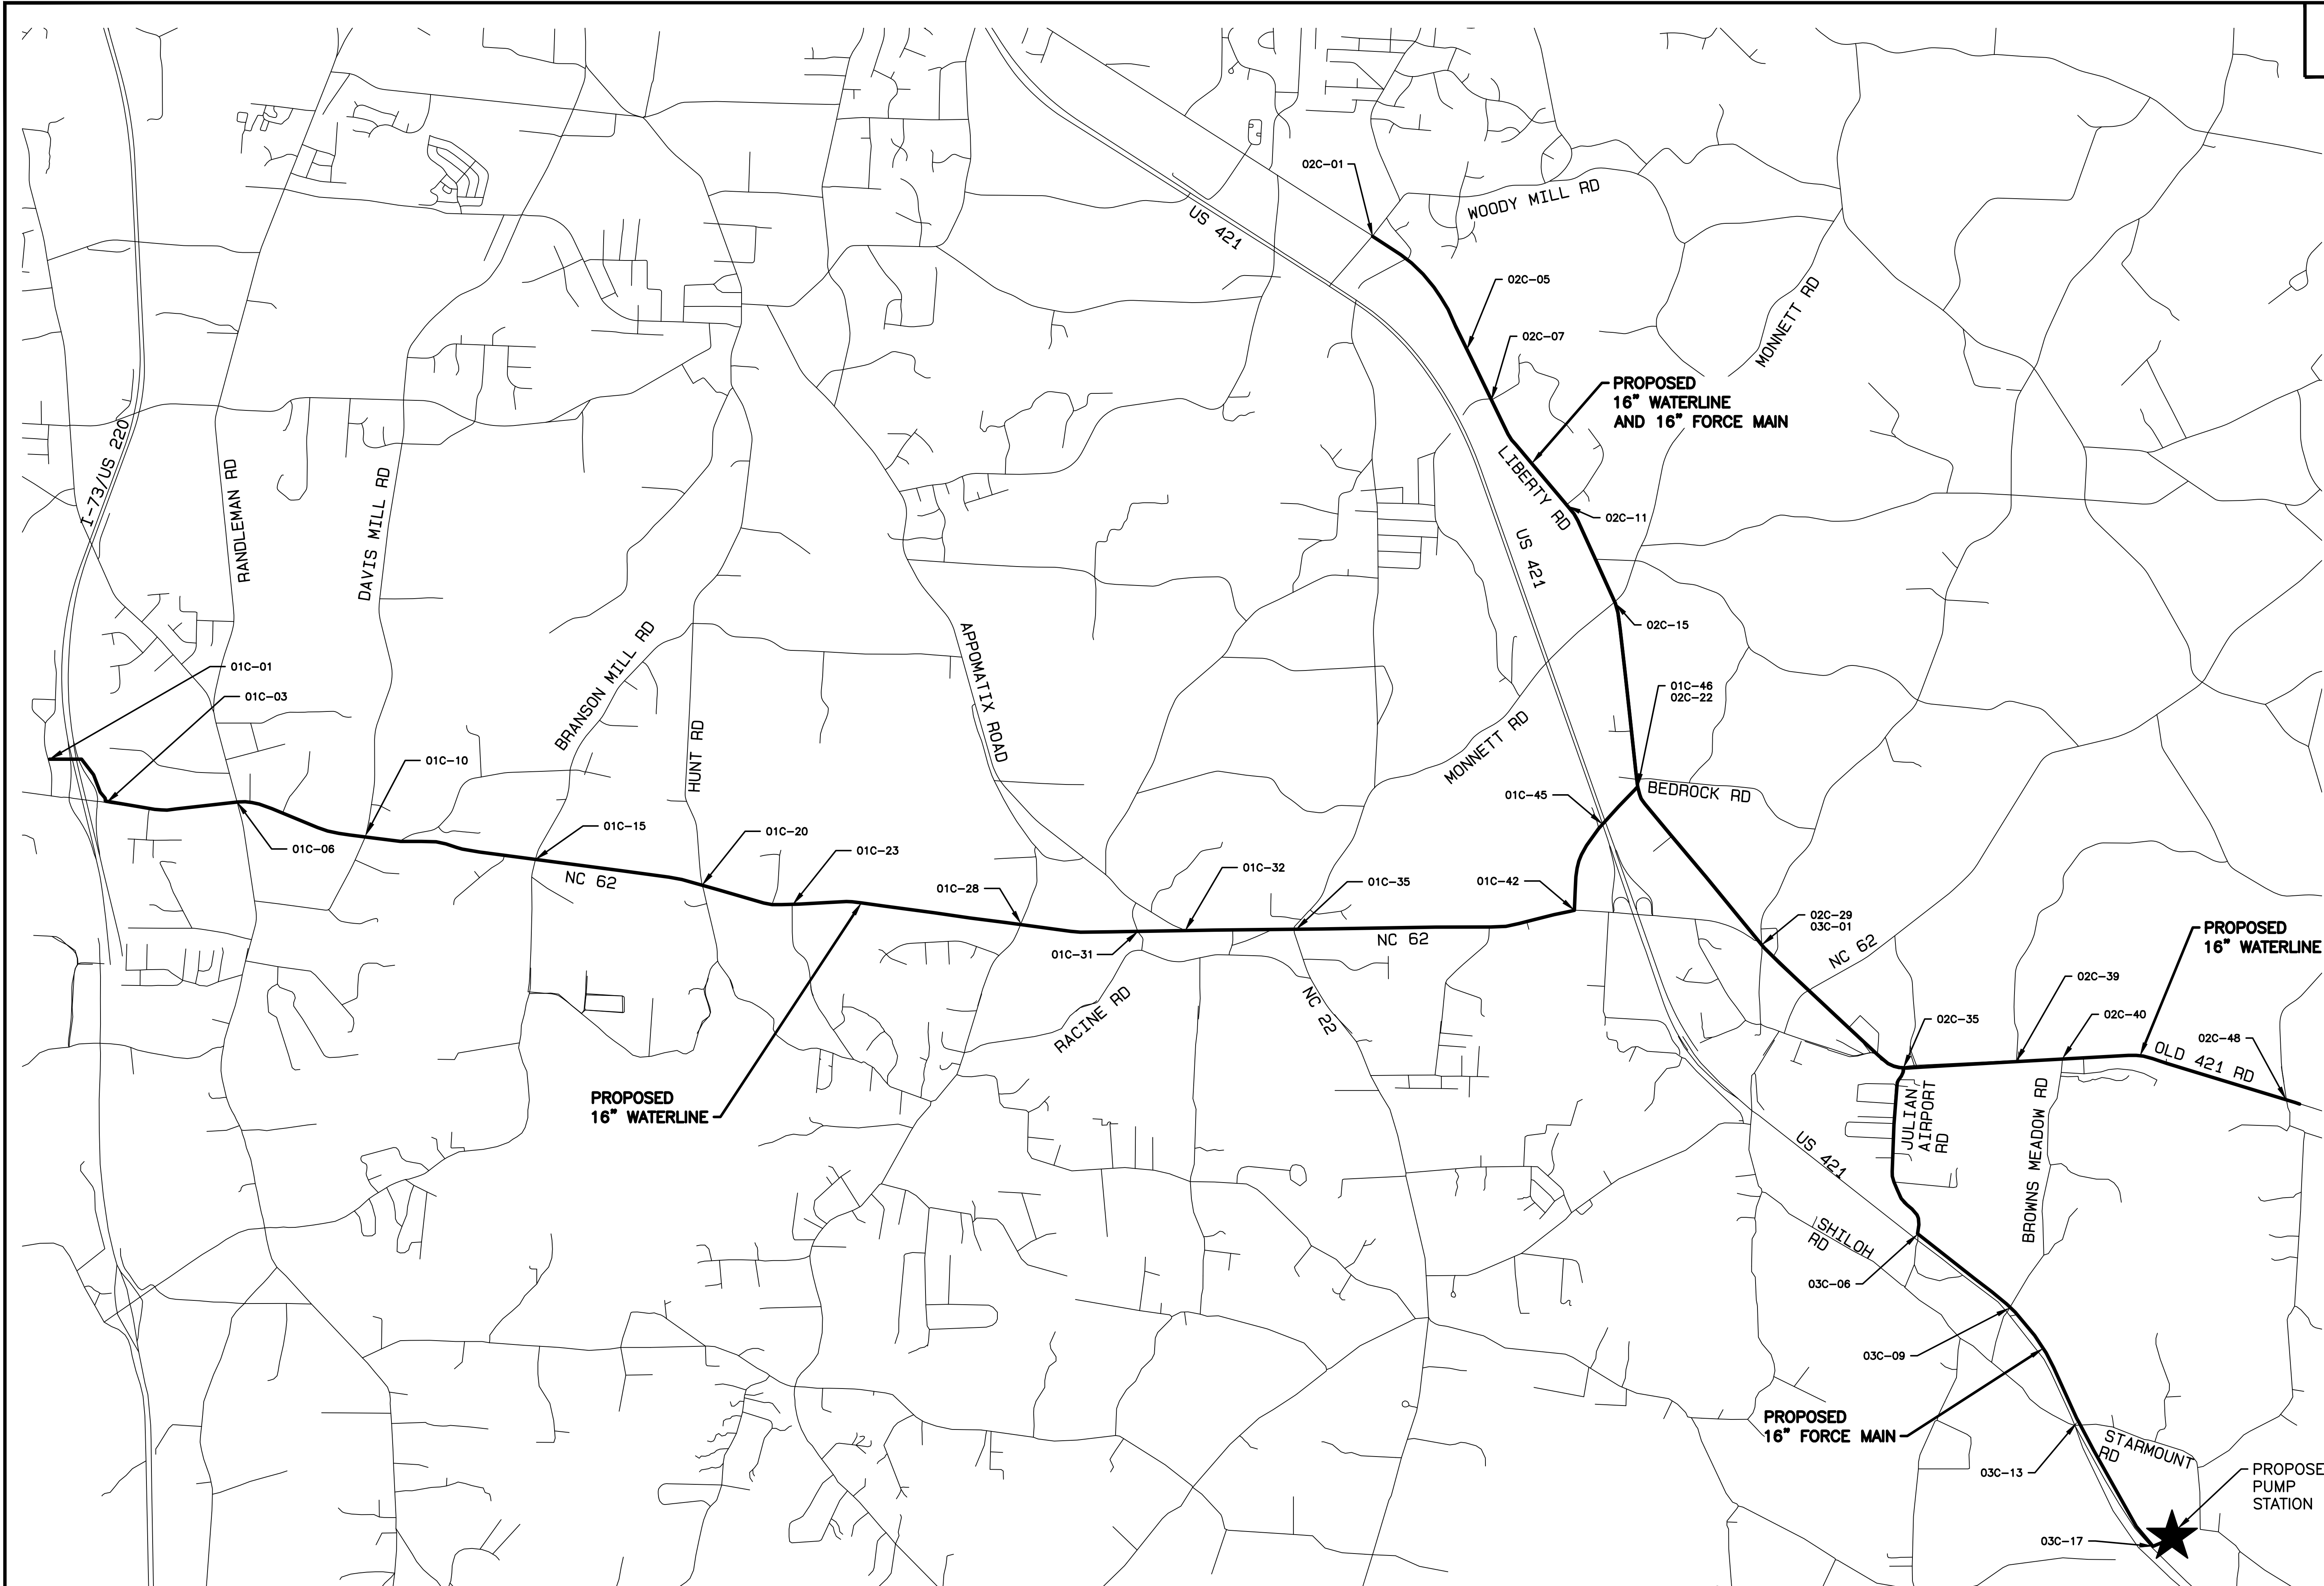 02C-01
WOODY MILL RD
US 421
02C-05
MONNETT RD
02C-07
PROPOSED
16" WATERLINE
AND 16" FORCE MAIN
I-73/US 220
RANDLEMAN RD
DAVIS MILL RD
LIBERTY RD
02C-11
US 421
02C-15
01C-01
01C-03
BRANSON MILL RD
APPOMATIX ROAD
01C-46
02C-22
HUNT RD
MONNETT RD
01C-10
BEDROCK RD
01C-45
01C-15
01C-20
01C-06
01C-23
01C-32
01C-28
01C-35
01C-42
NC 62
02C-29
03C-01
NC 62
NC 62
PROPOSED
16" WATERLINE
01C-31
02C-39
RACINE RD
NC 22
02C-40
02C-35
02C-48
OLD 421 RD
PROPOSED
16" WATERLINE
JULIAN
AIRPORT
RD
BROWNS MEADOW RD
US 421
SHILOH
RD
03C-06
03C-09
PROPOSED
16" FORCE MAIN
STARMOUNT
RD
03C-13
PROPOSE
PUMP
STATION
03C-17